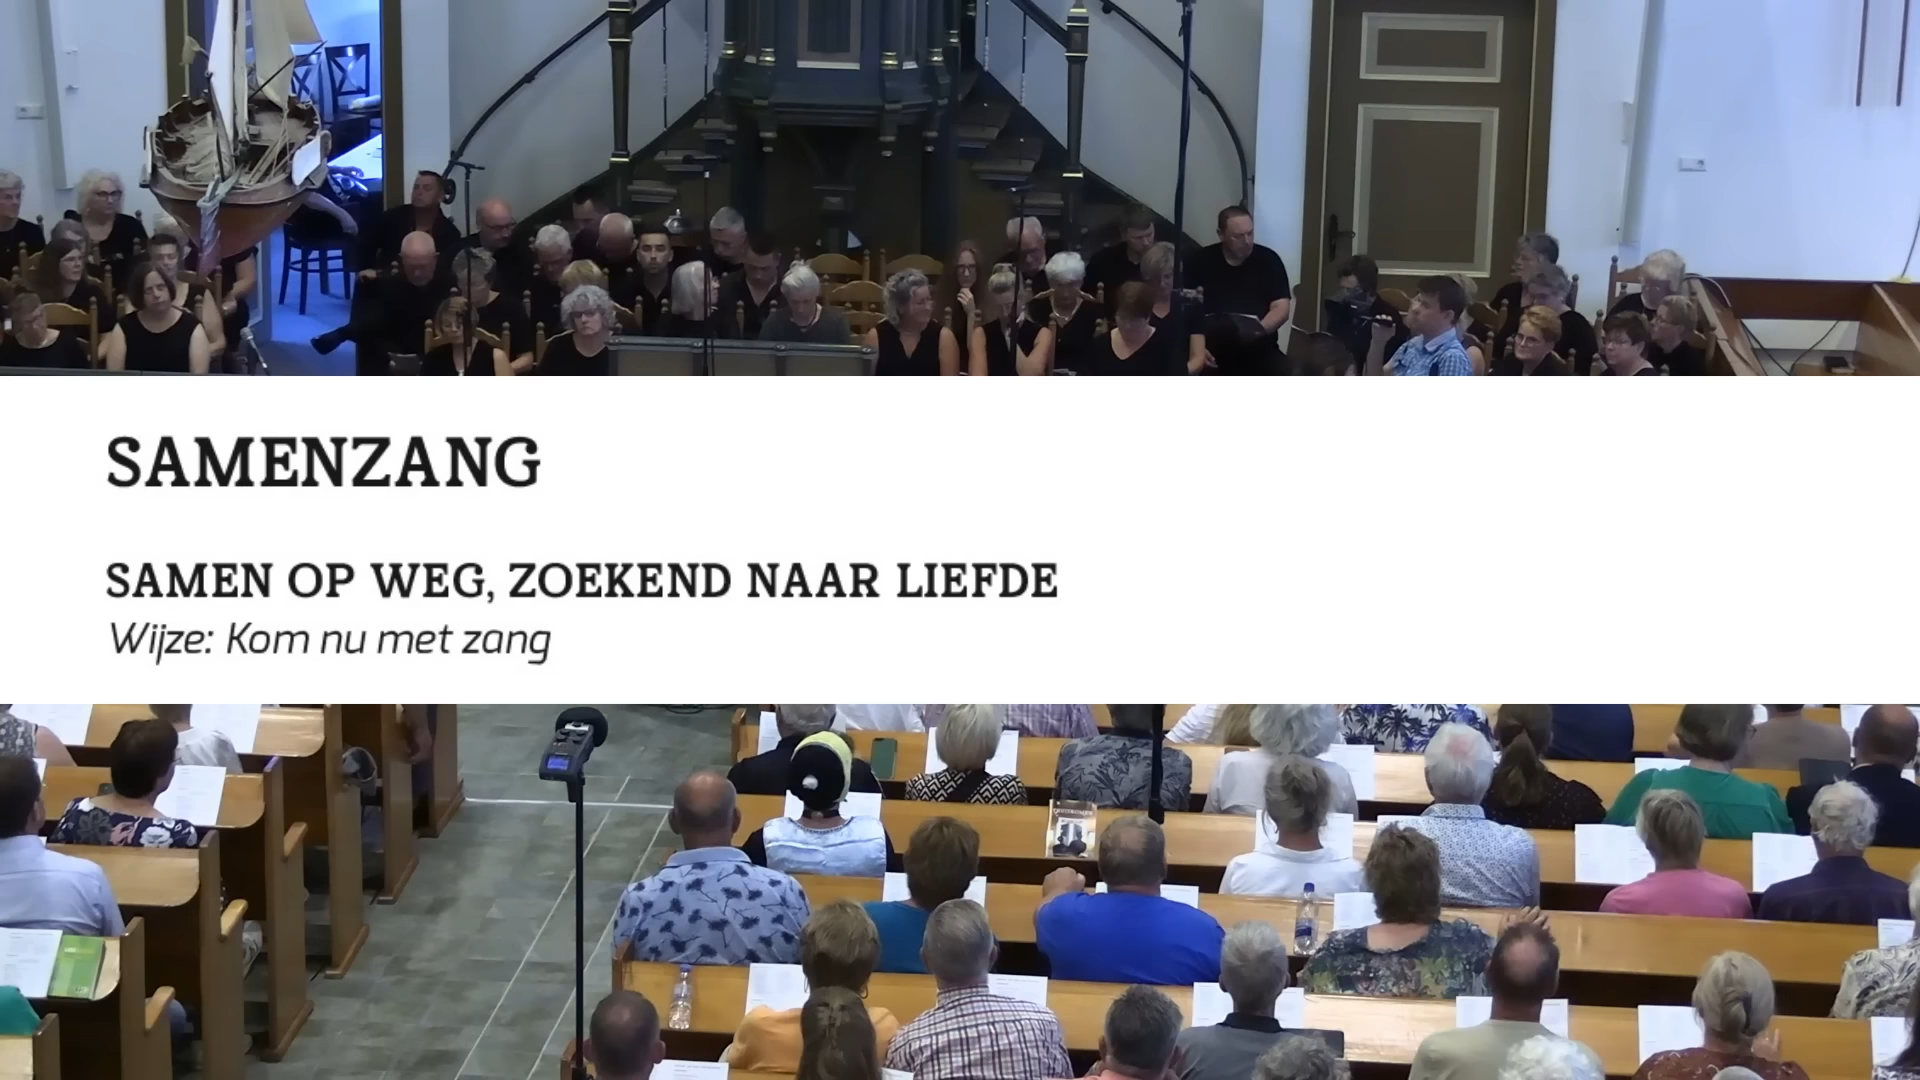 SAMENZANG
SAMEN OP WEG, ZOEKEND NAAR LIEFDE
Wijze: Kom nu met zang